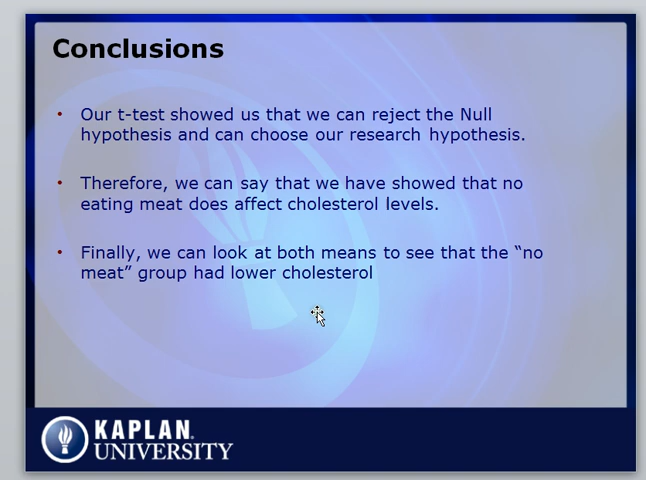 Conclusions
• Our t-test showed us that we can reject the Null
hypothesis and can choose our research hypothesis.
• Therefore, we can say that we have showed that no
eating meat does affect cholesterol levels.
• Finally, we can look at both means to see that the “no
meat” group had lower cholesterol
KAPLAN
UNIVERSITY